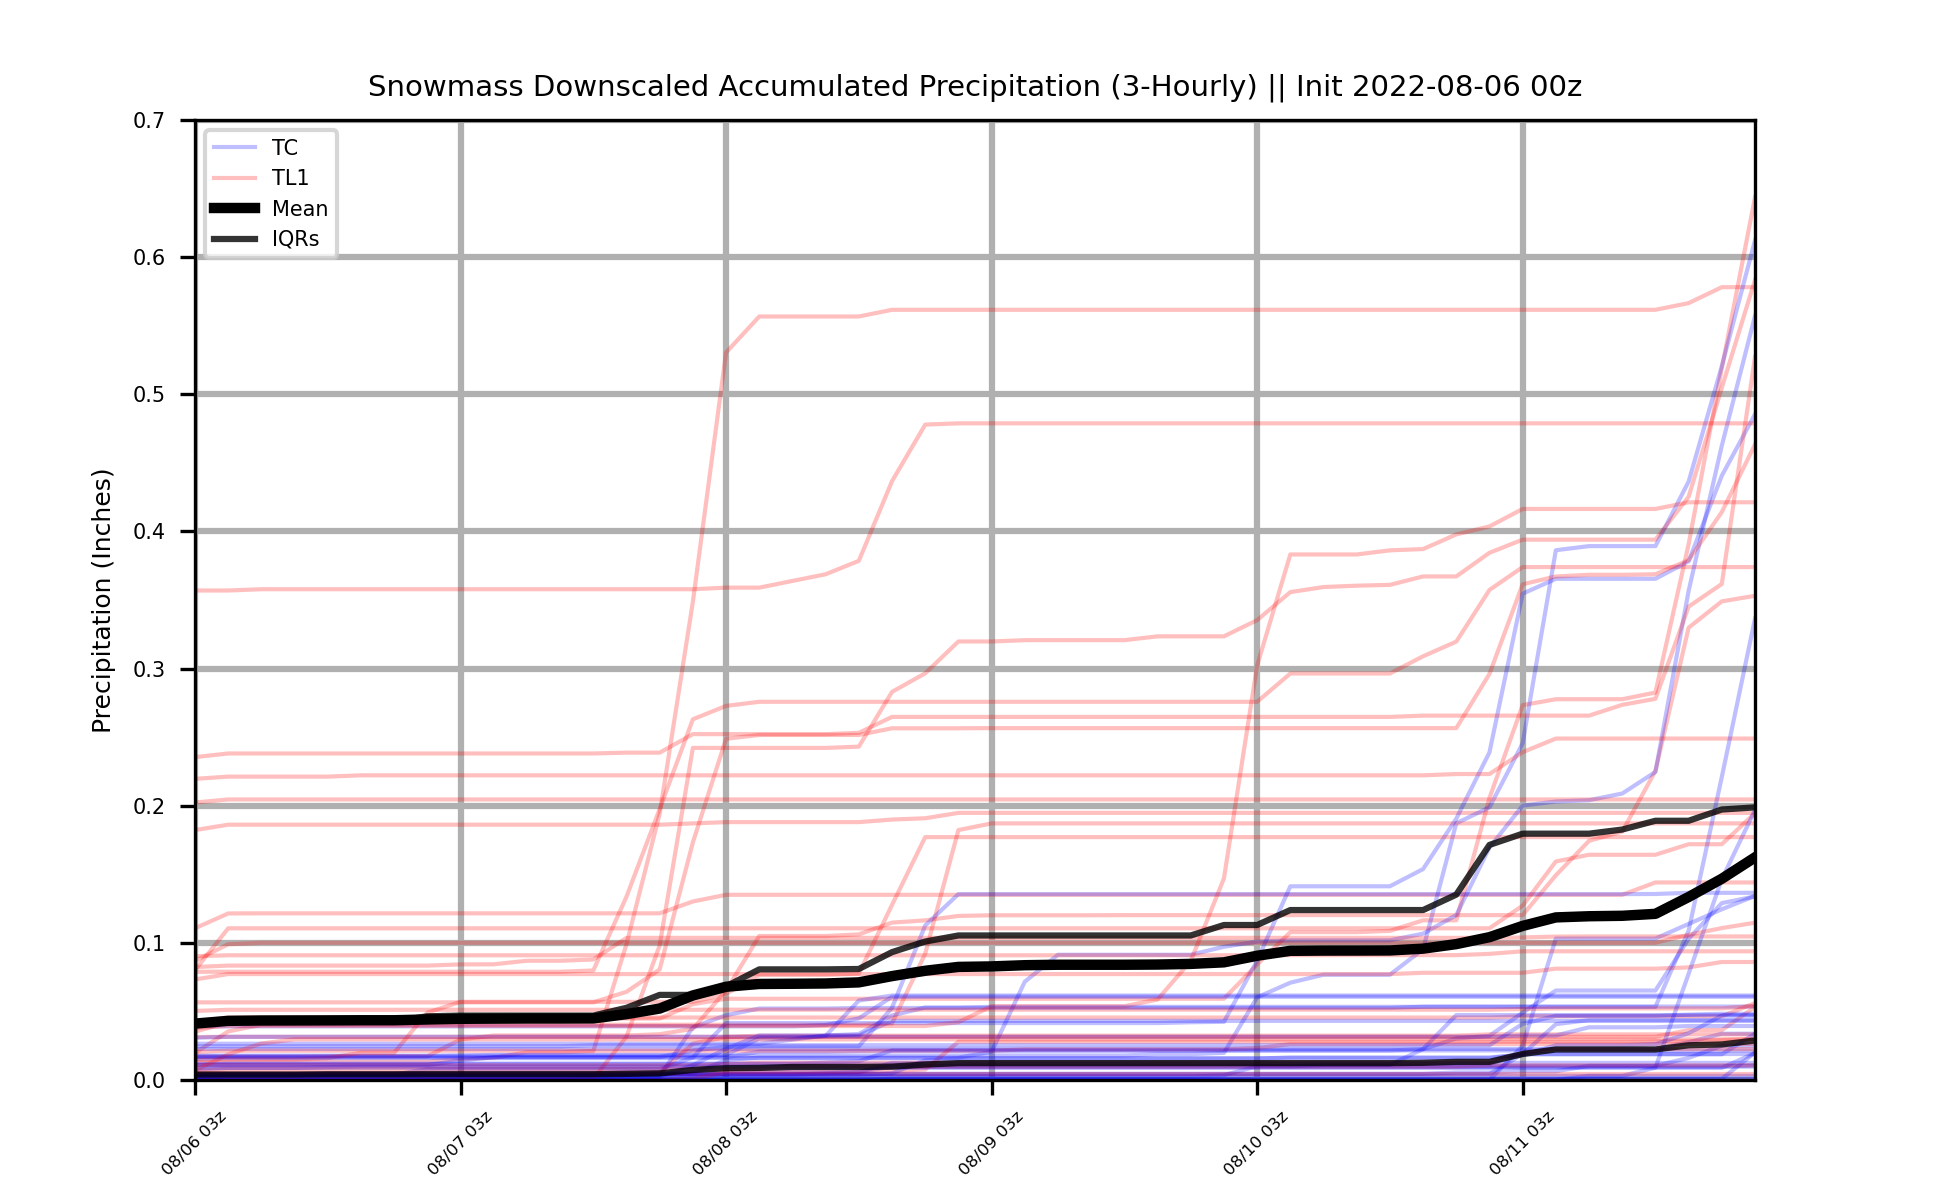 Snowmass Downscaled Accumulated Precipitation (3-Hourly) || Init 2022-08-06 00z
0.7
0.6
0.5
0.4
0.3
0.2
0.1
0.0
Precipitation (Inches)
TC
TL1
Mean
IQRs
08/06 03z
08/07 03z
08/08 03z
08/09 03z
08/10 03z
08/11 03z